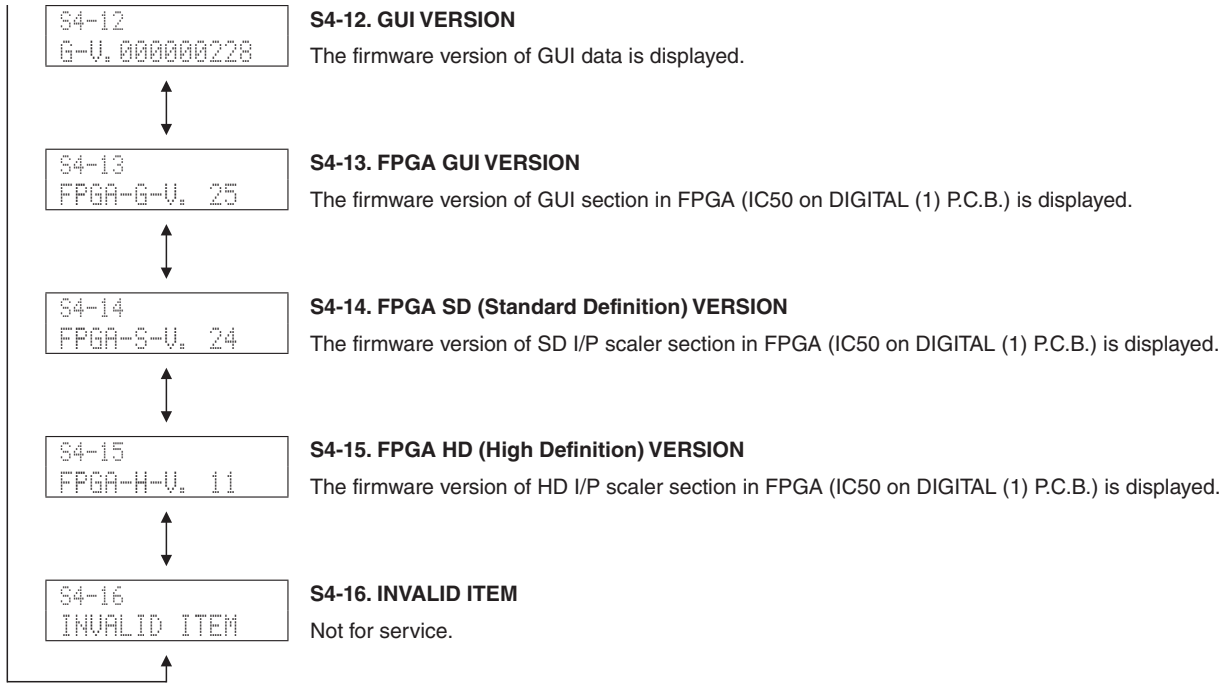 S4-12
G-V.000000228
S4-12. GUI VERSION
The firmware version of GUI data is displayed.
S4-13
FPGA-G-V. 25
S4-13. FPGA GUI VERSION
The firmware version of GUI section in FPGA (IC50 on DIGITAL (1) P.C.B.) is displayed.
S4-14
FPGA-S-V. 24
S4-14. FPGA SD (Standard Definition) VERSION
The firmware version of SD I/P scaler section in FPGA (IC50 on DIGITAL (1) P.C.B.) is displayed.
S4-15
FPGA-H-V. 11
S4-15. FPGA HD (High Definition) VERSION
The firmware version of HD I/P scaler section in FPGA (IC50 on DIGITAL (1) P.C.B.) is displayed.
S4-16
INVALID ITEM
S4-16. INVALID ITEM
Not for service.